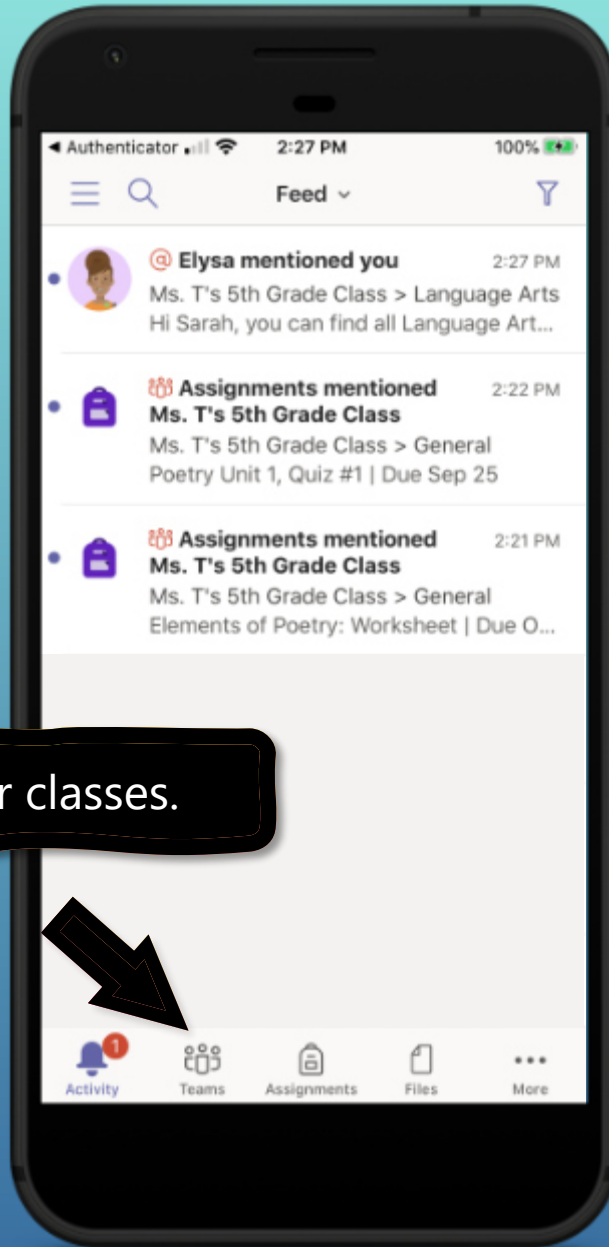 ◄ Authenticator 2:27 PM 100%
Feed
@ Elysa mentioned you 2:27 PM
Ms. T's 5th Grade Class > Language Arts
Hi Sarah, you can find all Language Art...
Assignments mentioned 2:22 PM
Ms. T's 5th Grade Class
Ms. T's 5th Grade Class > General
Poetry Unit 1, Quiz #1 | Due Sep 25
Assignments mentioned 2:21 PM
Ms. T's 5th Grade Class
Ms. T's 5th Grade Class > General
Elements of Poetry: Worksheet | Due O...
classes.
1
Activity Teams Assignments Files More